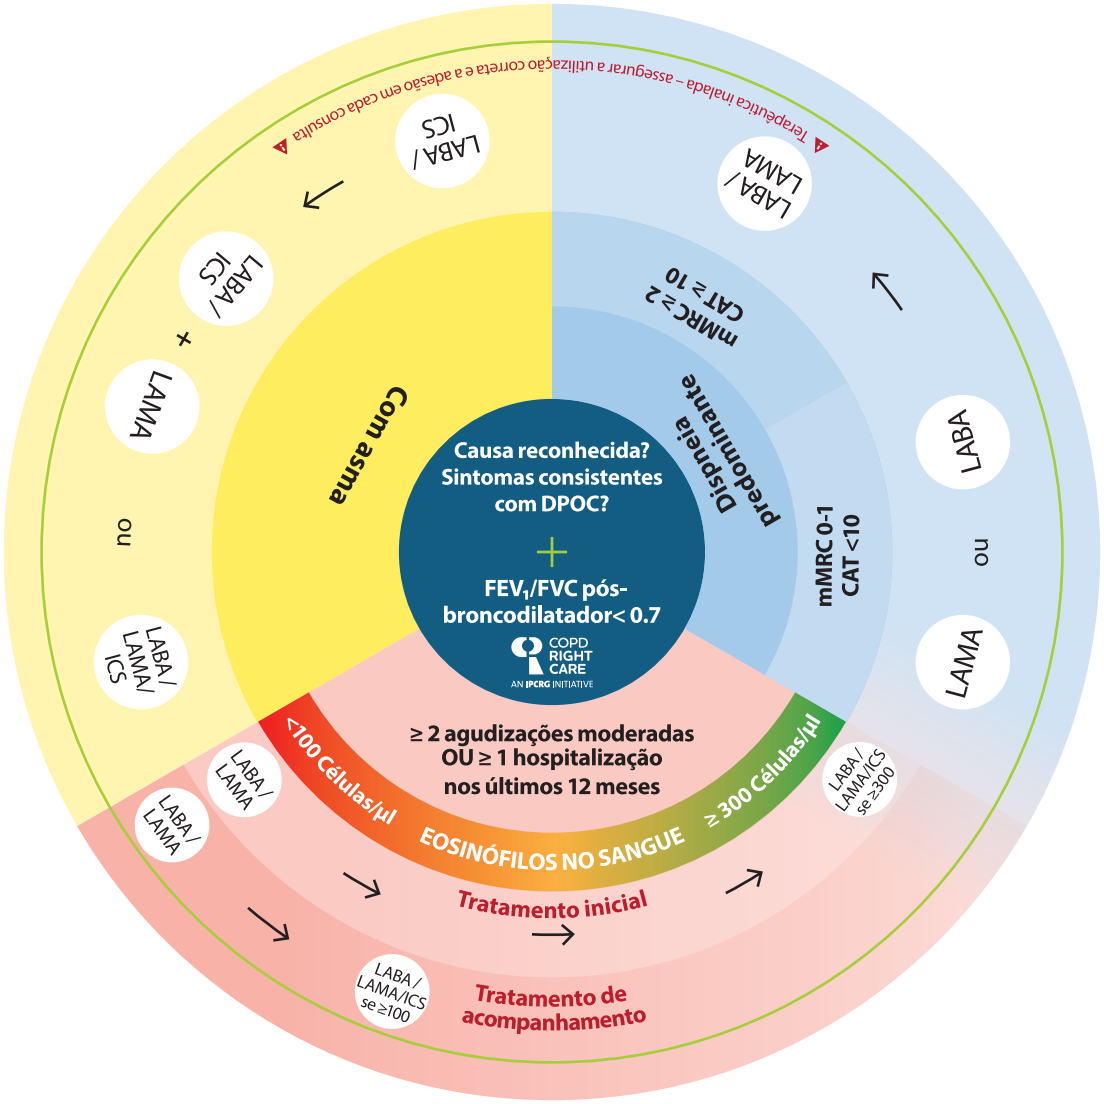 Terapêutica inalada – assegurar a utilização correta e a adesão em cada consulta
LABA /
ICS
LABA /
ICS
+
LAMA
ou
LABA /
LAMA/
ICS
Com asma
LABA/
LAMA
mMRC ≥ 2
CAT ≥ 10
Dispneia
predominante
mMRC 0-1
CAT <10
LABA
ou
LAMA
Causa reconhecida?
Sintomas consistentes
com DPOC?
+
FEV₁/FVC pós-
broncodilatador< 0.7
COPD
RIGHT
CARE
AN IPCRG INITIATIVE
≥ 2 agudizações moderadas
OU ≥ 1 hospitalização
nos últimos 12 meses
<100 Células/µl
EOSINÓFILOS NO SANGUE
≥ 300 Células/µl
LABA /
LAMA
Tratamento inicial
LABA /
LAMA/ICS
se ≥300
LABA /
LAMA
LABA /
LAMA/ICS
se ≥100
Tratamento de
acompanhamento